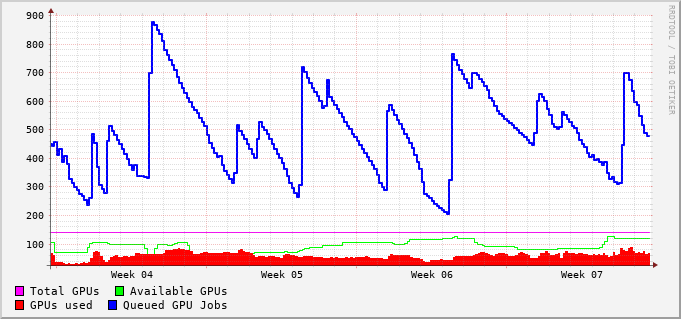 900
800
700
600
500
400
300
200
100
Week 04 Week 05 Week 06 Week 07
Total GPUs Available GPUs
GPUs used Queued GPU Jobs
RRDTOOL / TOBI OETIKER